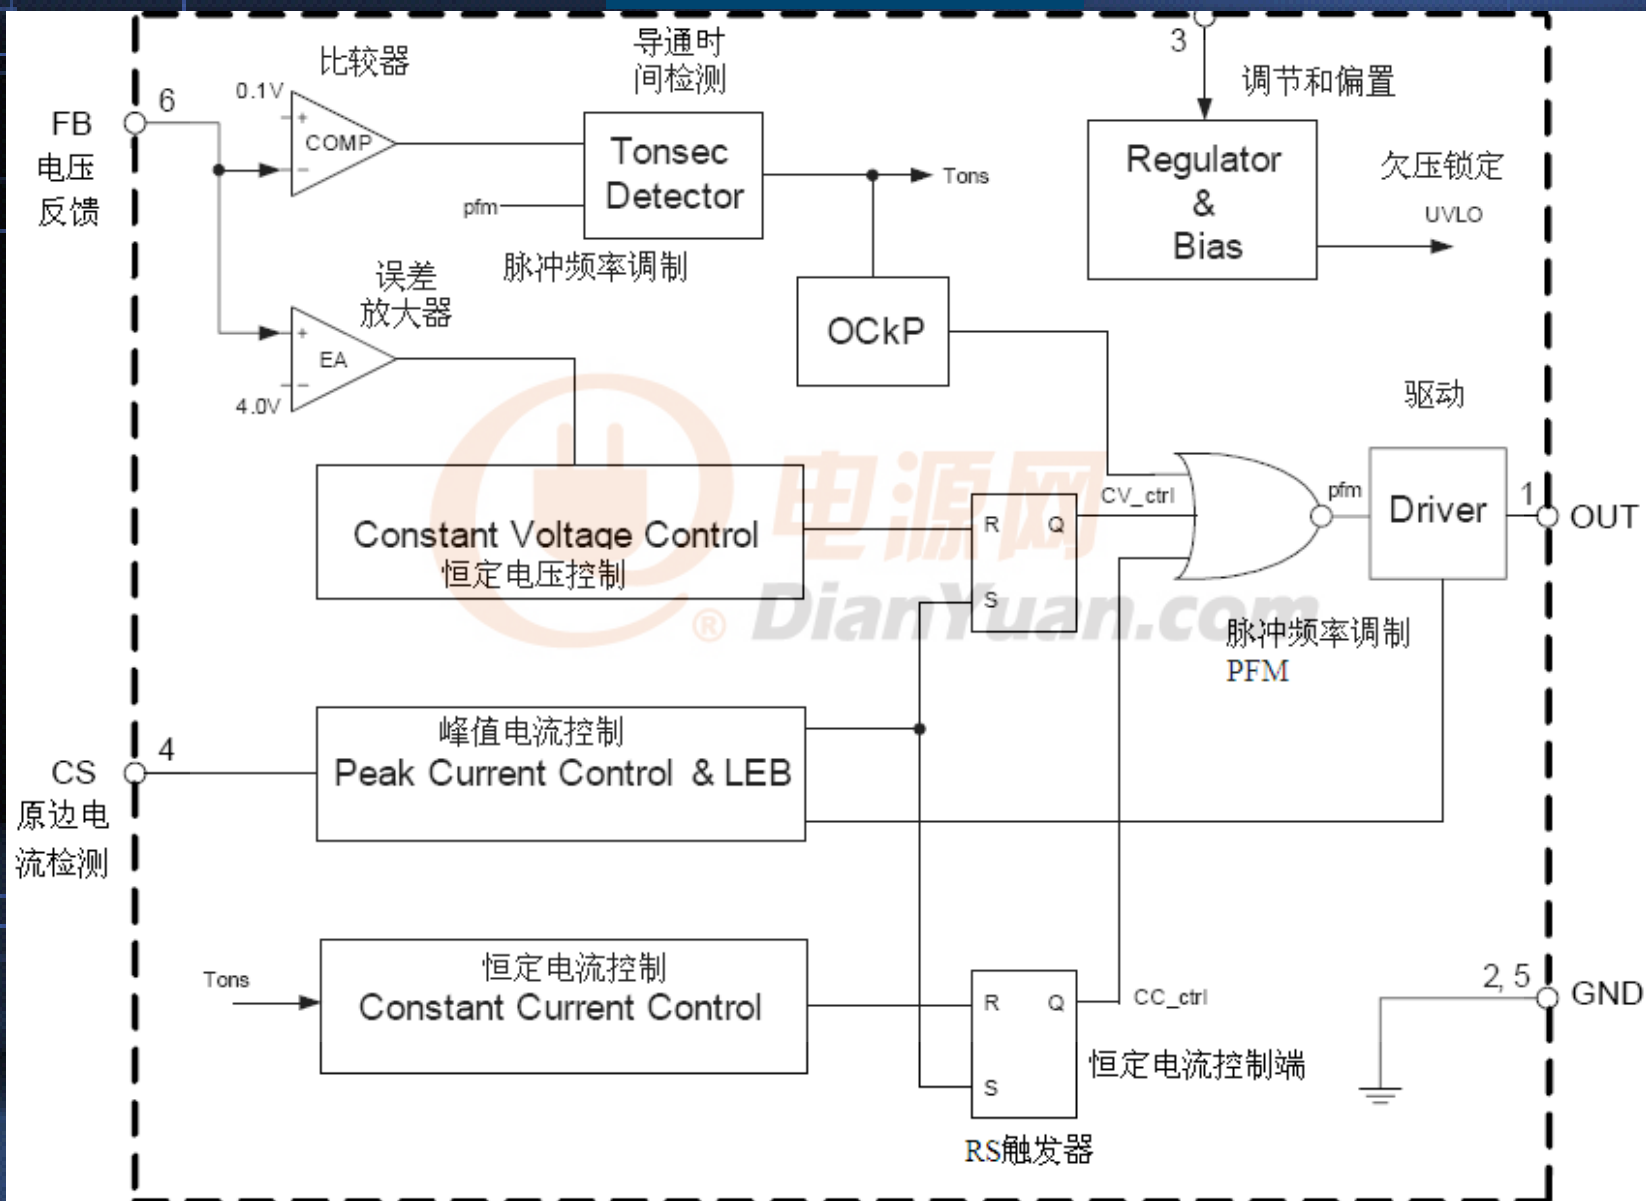 导通时
间检测
比较器
3
调节和偏置
0.1V
6
FB
电压
反馈
+
COMP
-
Tonsec
Detector
pfm
Tons
脉冲频率调制
Regulator
&
Bias
欠压锁定
UVLO
误差
放大器
+
EA
--
4.0V
OCkP
驱动
电源网
® DianYuan.com
Constant Voltage Control
恒定电压控制
R
Q
S
CV_ctrl
pfm
Driver
1
OUT
脉冲频率调制
PFM
4
CS
原边电
流检测
峰值电流控制
Peak Current Control & LEB
Tons
恒定电流控制
Constant Current Control
R
Q
S
CC_ctrl
恒定电流控制端
RS触发器
2, 5
GND